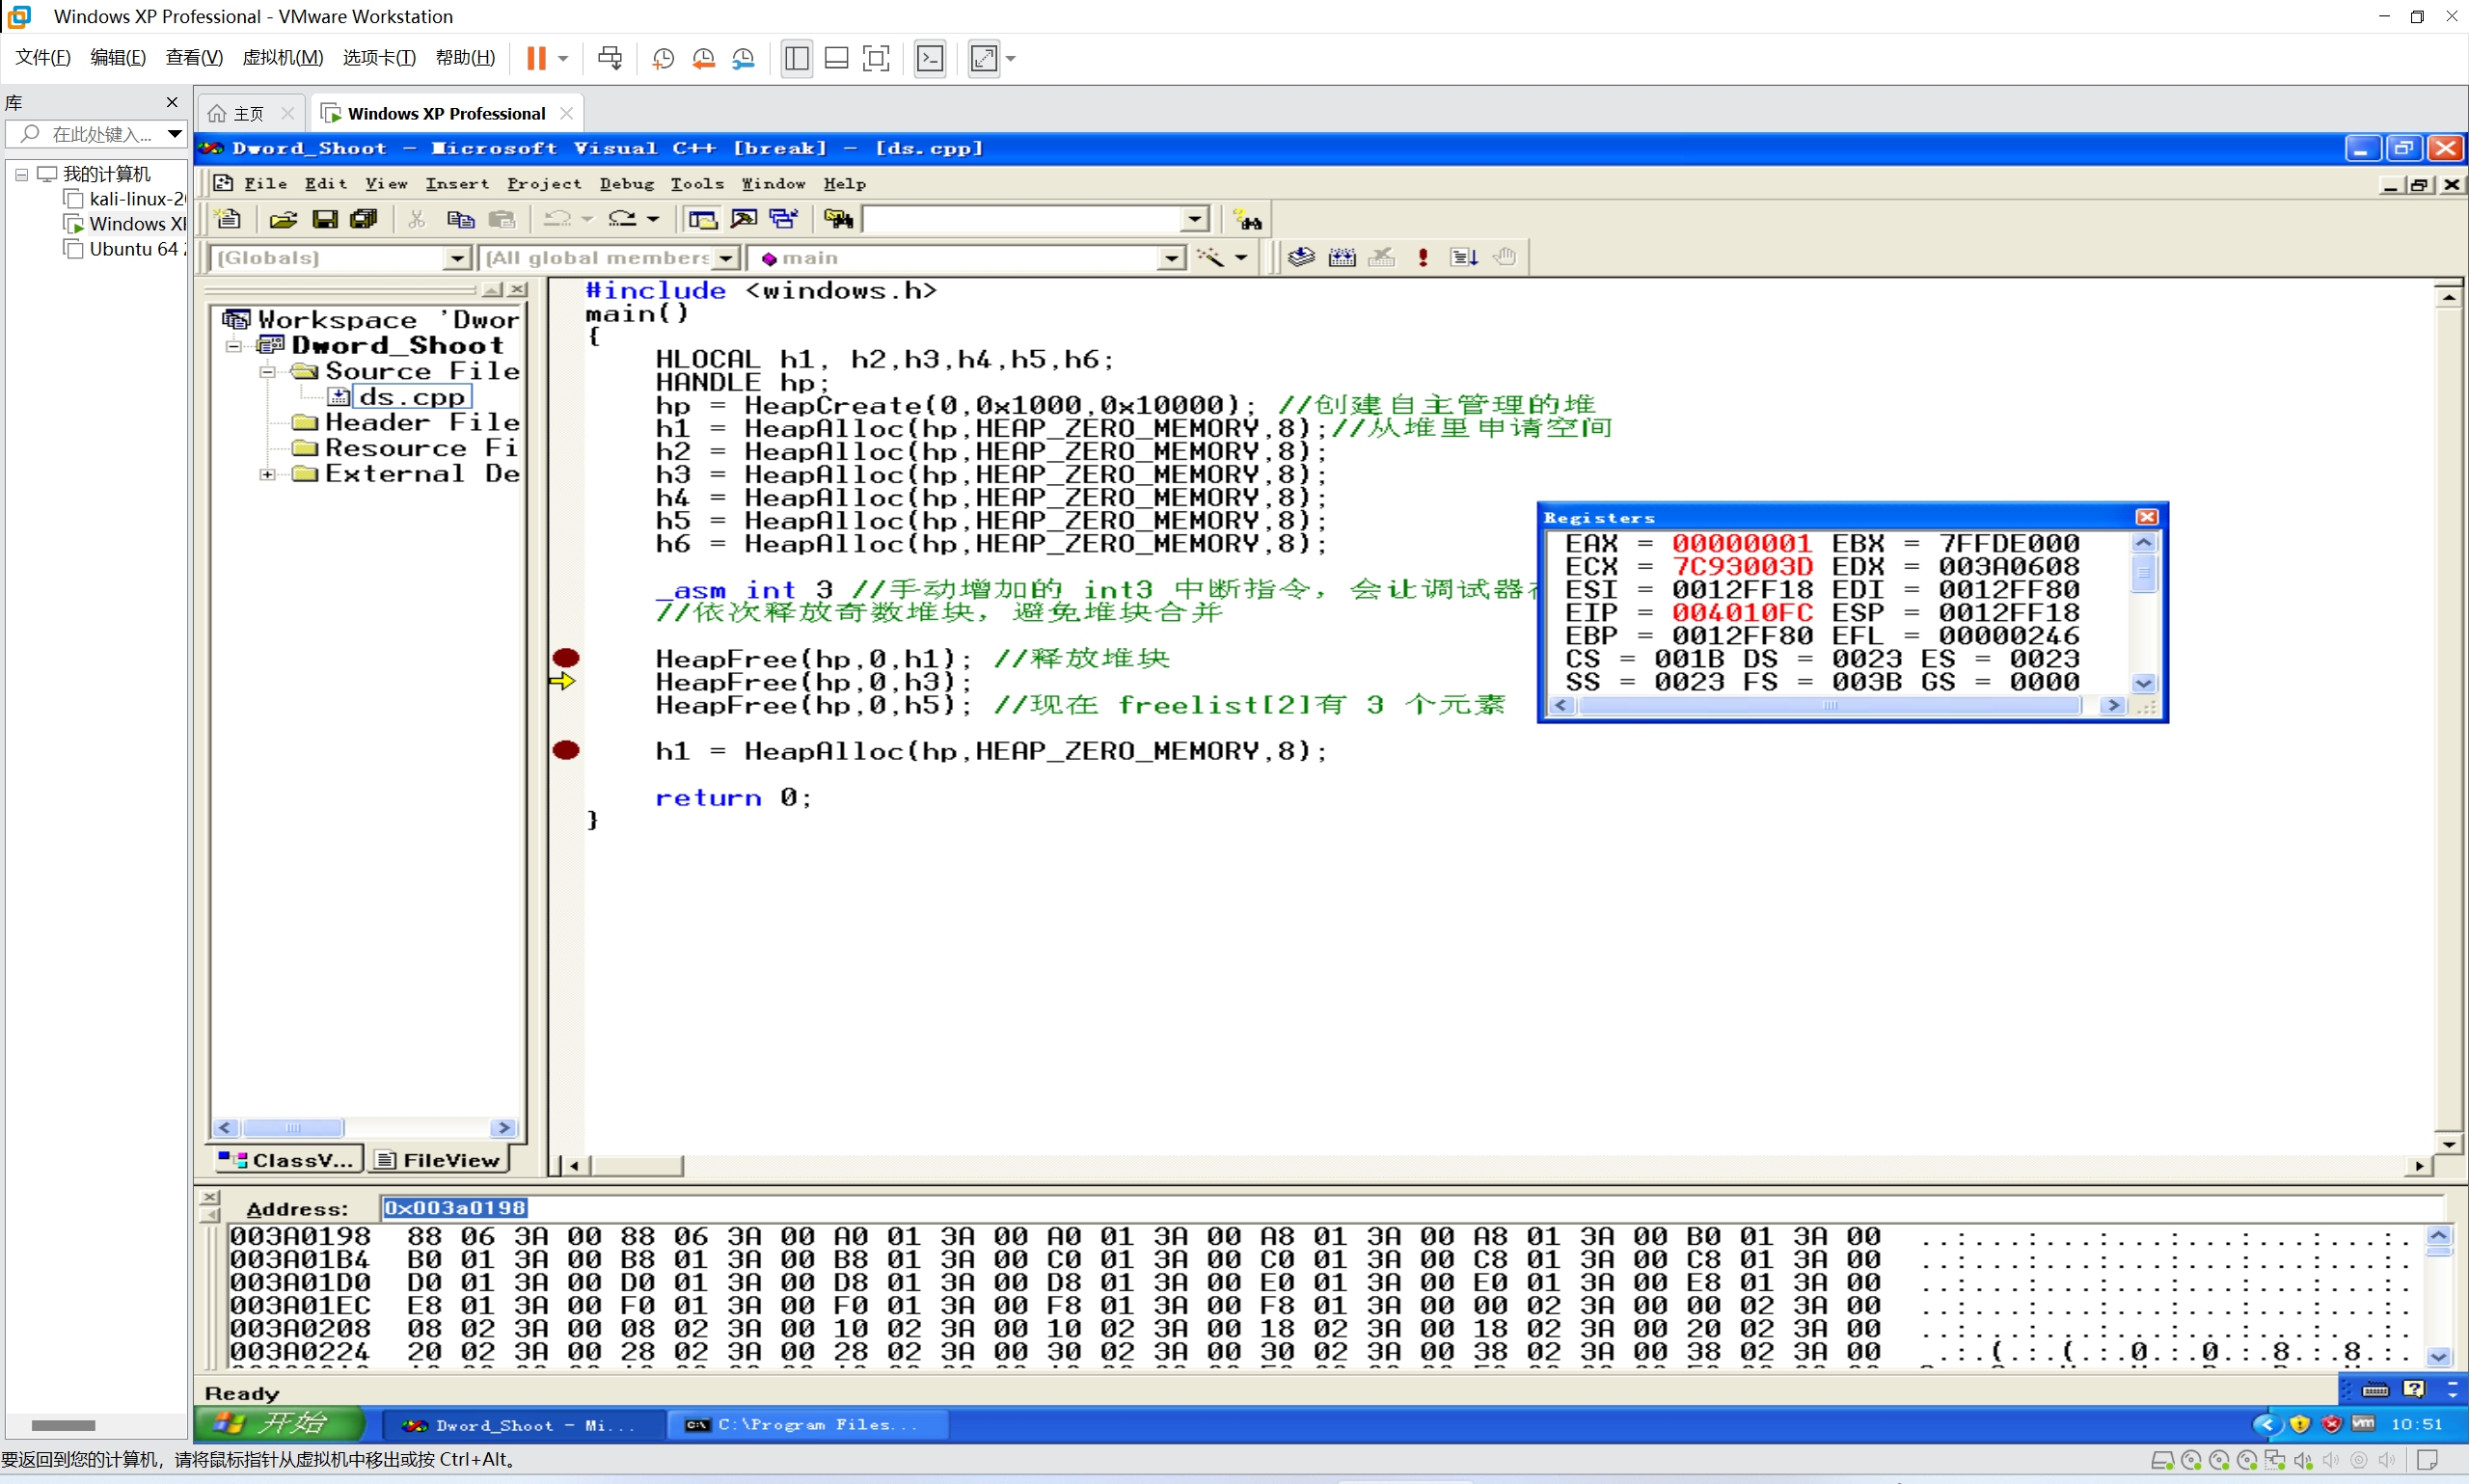 Windows XP Professional - VMware Workstation
文件(F) 编辑(E) 查看(V) 虚拟机(M) 选项卡(T) 帮助(H)
库
主页
Windows XP Professional
在此处键入...
我的计算机
kali-linux-2
Windows XP
Ubuntu 64
Dword_Shoot - Microsoft Visual C++ [break] - [ds.cpp]
File Edit View Insert Project Debug Tools Window Help
(Globals) (All global members main
Workspace 'Dwor
Dword_Shoot
Source File
ds.cpp
Header File
Resource Fi
External De
ClassV... FileView
#include <windows.h>
main()
{
HLOCAL h1, h2,h3,h4,h5,h6;
HANDLE hp;
hp = HeapCreate(0,0x1000,0x10000); //创建自主管理的堆
h1 = HeapAlloc(hp,HEAP_ZERO_MEMORY,8);//从堆里申请空间
h2 = HeapAlloc(hp,HEAP_ZERO_MEMORY,8);
h3 = HeapAlloc(hp,HEAP_ZERO_MEMORY,8);
h4 = HeapAlloc(hp,HEAP_ZERO_MEMORY,8);
h5 = HeapAlloc(hp,HEAP_ZERO_MEMORY,8);
h6 = HeapAlloc(hp,HEAP_ZERO_MEMORY,8);
_asm int 3 //手动增加的 int3 中断指令，会让调试器
//依次释放奇数堆块，避免堆块合并
HeapFree(hp,0,h1); //释放堆块
HeapFree(hp,0,h3);
HeapFree(hp,0,h5); //现在 freelist[2]有 3 个元素
h1 = HeapAlloc(hp,HEAP_ZERO_MEMORY,8);
return 0;
}
Registers
EAX = 00000001 EBX = 7FFDE000
ECX = 7C93003D EDX = 003A0608
ESI = 0012FF18 EDI = 0012FF80
EIP = 004010FC ESP = 0012FF18
EBP = 0012FF80 EFL = 00000246
CS = 001B DS = 0023 ES = 0023
SS = 0023 FS = 003B GS = 0000
Address: 0x003a0198
003A0198 88 06 3A 00 88 06 3A 00 A0 01 3A 00 A0 01 3A 00 A8 01 3A 00 A8 01 3A 00 B0 01 3A 00 ..:...:...:...:...:...:...:.
003A01B4 B0 01 3A 00 B8 01 3A 00 B8 01 3A 00 C0 01 3A 00 C0 01 3A 00 C8 01 3A 00 C8 01 3A 00 ..:...:...:...:...:...:...:.
003A01D0 D0 01 3A 00 D0 01 3A 00 D8 01 3A 00 D8 01 3A 00 E0 01 3A 00 E0 01 3A 00 E8 01 3A 00 ..:...:...:...:...:...:...:.
003A01EC E8 01 3A 00 F0 01 3A 00 F0 01 3A 00 F8 01 3A 00 F8 01 3A 00 00 02 3A 00 00 02 3A 00 ..:...:...:...:...:...:...:.
003A0208 08 02 3A 00 08 02 3A 00 10 02 3A 00 10 02 3A 00 18 02 3A 00 18 02 3A 00 20 02 3A 00 ..:...:...:...:...:...:...:.
003A0224 20 02 3A 00 28 02 3A 00 28 02 3A 00 30 02 3A 00 30 02 3A 00 38 02 3A 00 38 02 3A 00 ..:.(.:.(.:.0.:.0.:.8.:.8.:.
Ready
开始 Dword_Shoot - Mi... C:\Program Files... 10:51
要返回到您的计算机，请将鼠标指针从虚拟机中移出或按 Ctrl+Alt。